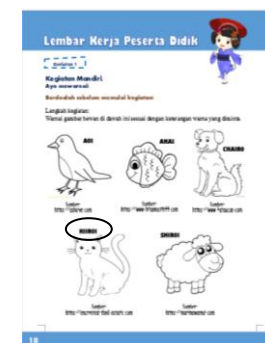 Lembar Kerja Peserta Didik
Kegiatan Mandiri
Ayo mewarnai
Berdoalah sebelum memulai kegiatan
Langkah kegiatan:
Warnai gambar hewan di bawah ini sesuai dengan keterangan warna yang diminta.
AOI
AKAI
CHAIRO
Sumber:
Sumber:
Sumber:
KIIROI
SHIROI
Sumber:
Sumber:
18